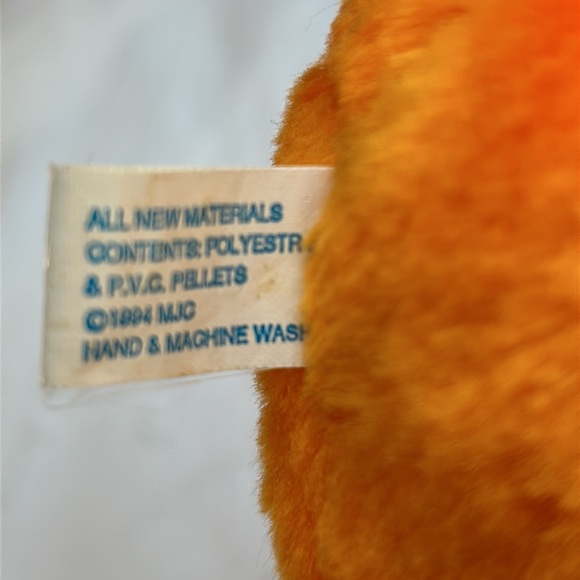 ALL NEW MATERIALS
CONTENTS: POLYESTR
& P.V.C. PELLETS
©1994 MJC
HAND & MACHINE WASH